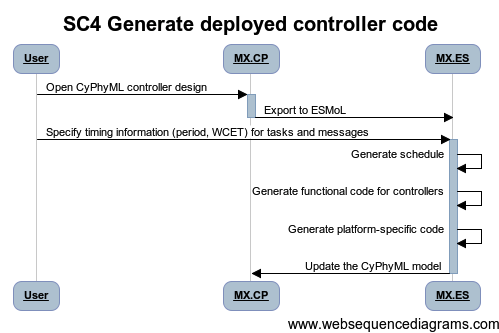 SC4 Generate deployed controller code
User MX.CP MX.ES
Open CyPhyML controller design
Export to ESMoL
Specify timing information (period, WCET) for tasks and messages
Generate schedule
Generate functional code for controllers
Generate platform-specific code
Update the CyPhyML model
User MX.CP MX.ES
www.websequencediagrams.com